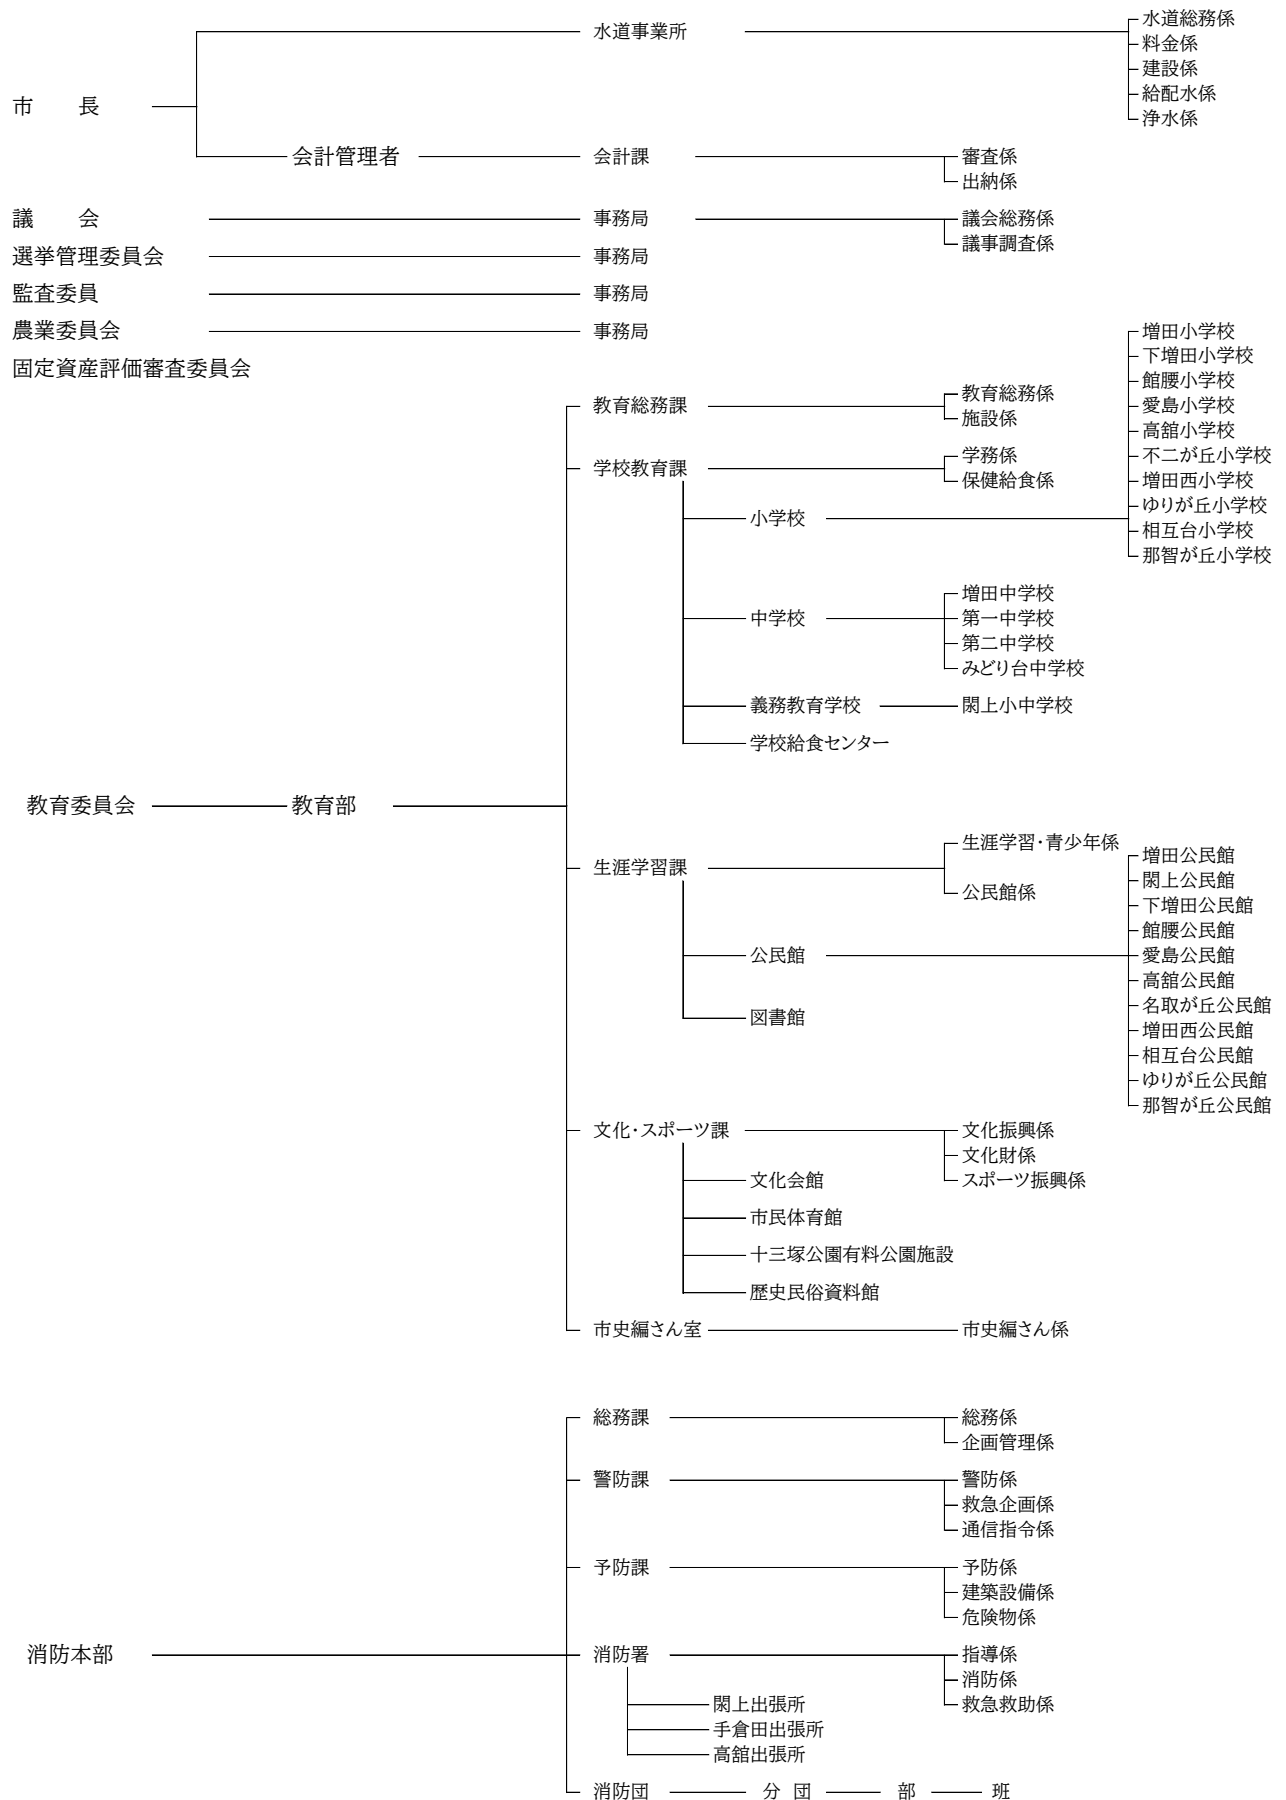 水道事業所
水道総務係
料金係
建設係
給配水係
浄水係
市　　長
会計管理者
会計課
審査係
出納係
議　　会
事務局
議会総務係
議事調査係
選挙管理委員会
事務局
監査委員
事務局
農業委員会
事務局
固定資産評価審査委員会
教育委員会
教育部
教育総務課
教育総務係
施設係
学校教育課
学務係
保健給食係
小学校
増田小学校
下増田小学校
館腰小学校
愛島小学校
高舘小学校
不二が丘小学校
増田西小学校
ゆりが丘小学校
相互台小学校
那智が丘小学校
中学校
増田中学校
第一中学校
第二中学校
みどり台中学校
義務教育学校
閖上小中学校
学校給食センター
生涯学習課
生涯学習・青少年係
公民館係
公民館
増田公民館
閖上公民館
下増田公民館
館腰公民館
愛島公民館
高舘公民館
名取が丘公民館
増田西公民館
相互台公民館
ゆりが丘公民館
那智が丘公民館
図書館
文化・スポーツ課
文化振興係
文化財係
スポーツ振興係
文化会館
市民体育館
十三塚公園有料公園施設
歴史民俗資料館
市史編さん室
市史編さん係
消防本部
総務課
総務係
企画管理係
警防課
警防係
救急企画係
通信指令係
予防課
予防係
建築設備係
危険物係
消防署
指導係
消防係
救急救助係
閖上出張所
手倉田出張所
高舘出張所
消防団
分 団
部
班